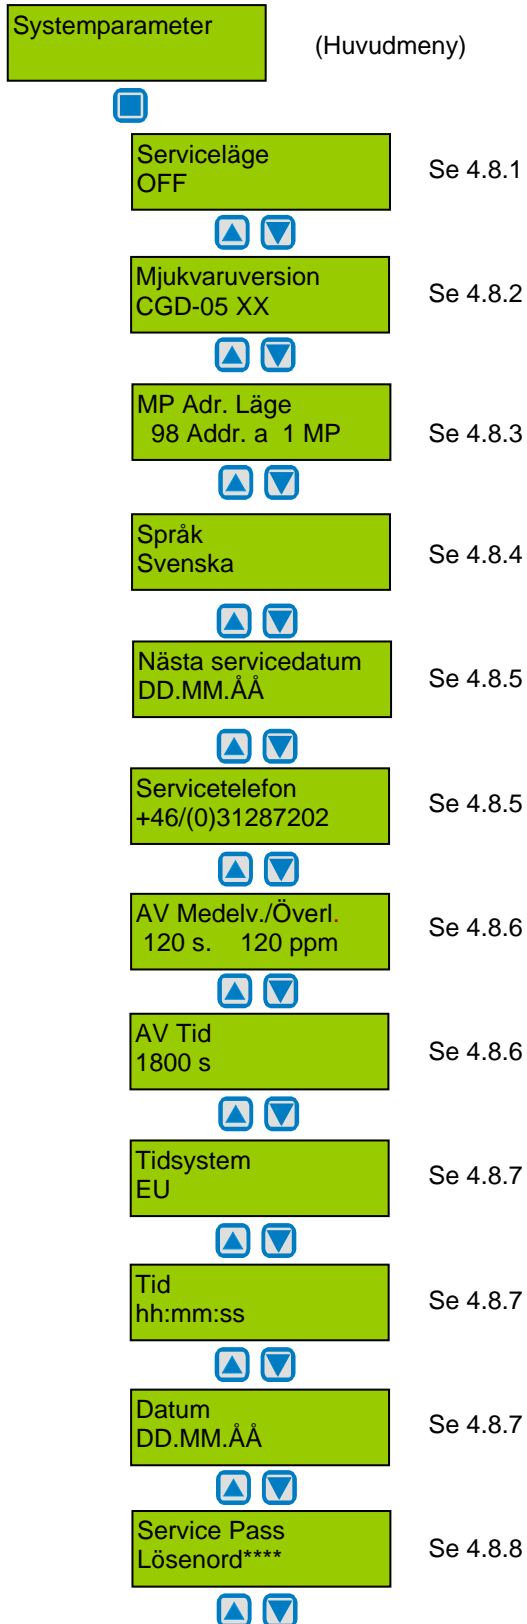 Systemparameter
(Huvudmeny)
Serviceläge
OFF
Se 4.8.1
Mjukvaruversion
CGD-05 XX
Se 4.8.2
MP Adr. Läge
98 Addr. a 1 MP
Se 4.8.3
Språk
Svenska
Se 4.8.4
Nästa servicedatum
DD.MM.ÅÅ
Se 4.8.5
Servicetelefon
+46/(0)31287202
Se 4.8.5
AV Medelv./Överl.
120 s. 120 ppm
Se 4.8.6
AV Tid
1800 s
Se 4.8.6
Tidsystem
EU
Se 4.8.7
Tid
hh:mm:ss
Se 4.8.7
Datum
DD.MM.ÅÅ
Se 4.8.7
Service Pass
Lösenord****
Se 4.8.8